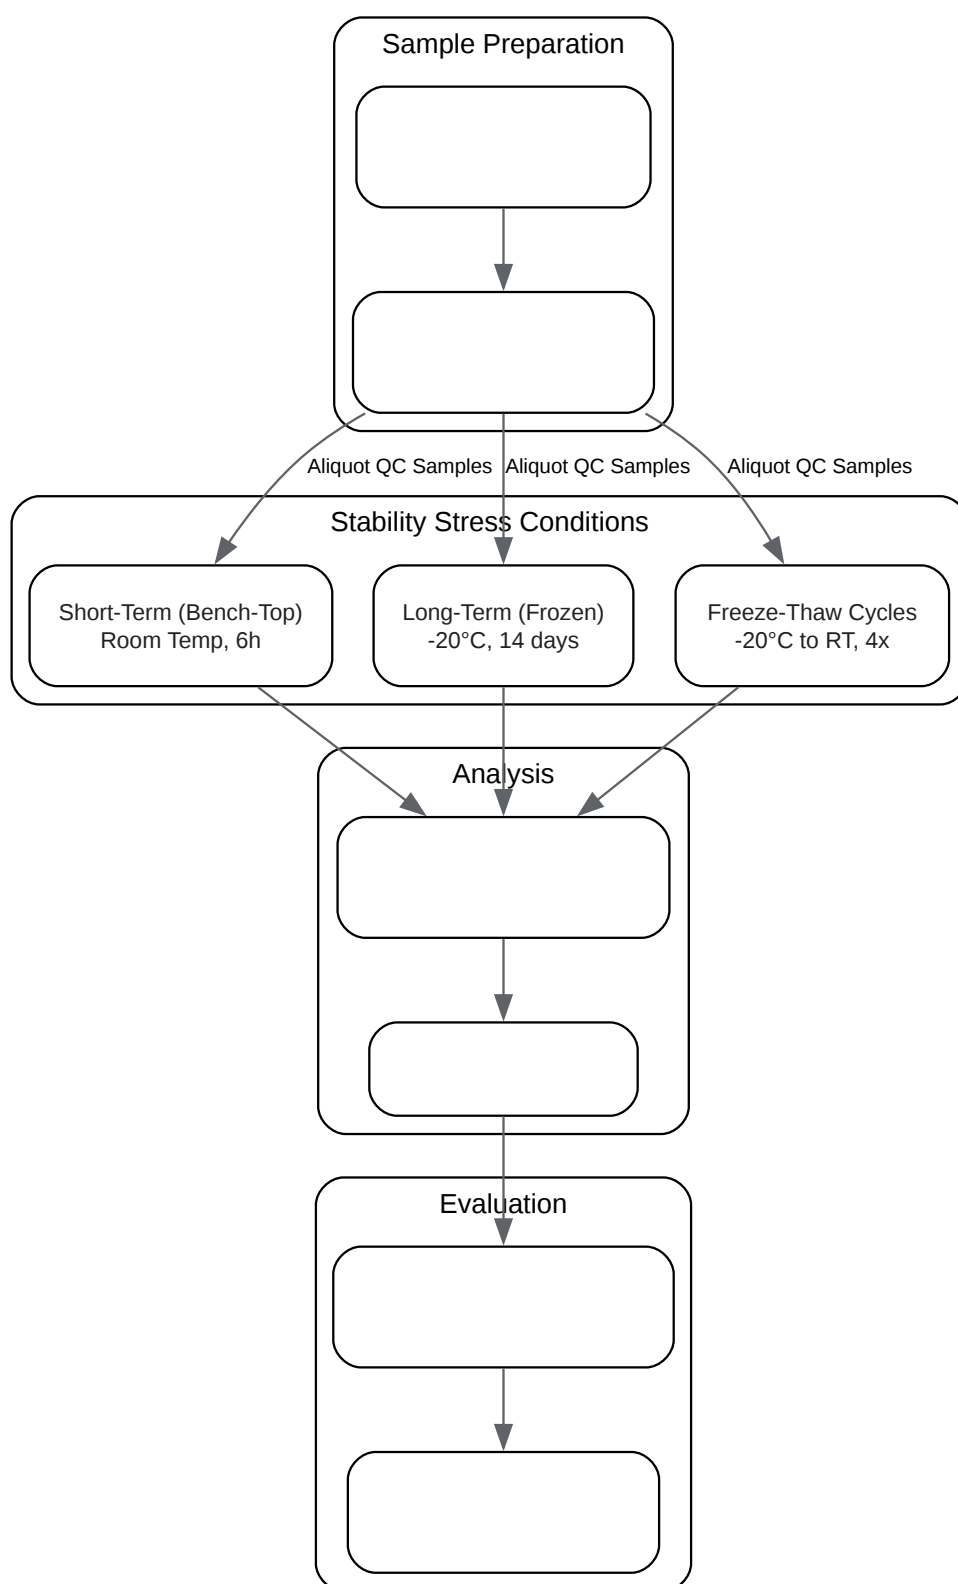 Sample Preparation
Aliquot QC Samples
Aliquot QC Samples
Aliquot QC Samples
Stability Stress Conditions
Short-Term (Bench-Top)
Room Temp, 6h
Long-Term (Frozen)
-20°C, 14 days
Freeze-Thaw Cycles
-20°C to RT, 4x
Analysis
Evaluation